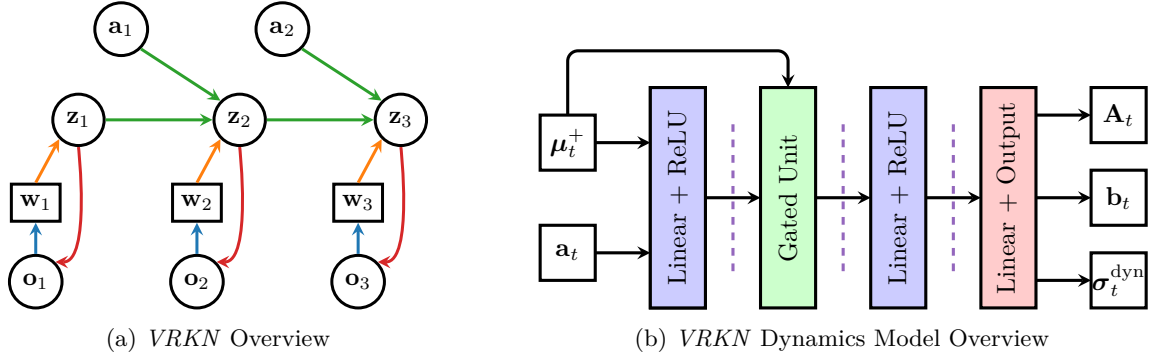 a₁ a₂
z₁ z₂ z₃
w₁ w₂ w₃
o₁ o₂ o₃
(a) VRKN Overview
μₜ⁺
aₜ
Linear + ReLU
Gated Unit
Linear + ReLU
Linear + Output
Aₜ
bₜ
σₜᵈʸⁿ
(b) VRKN Dynamics Model Overview